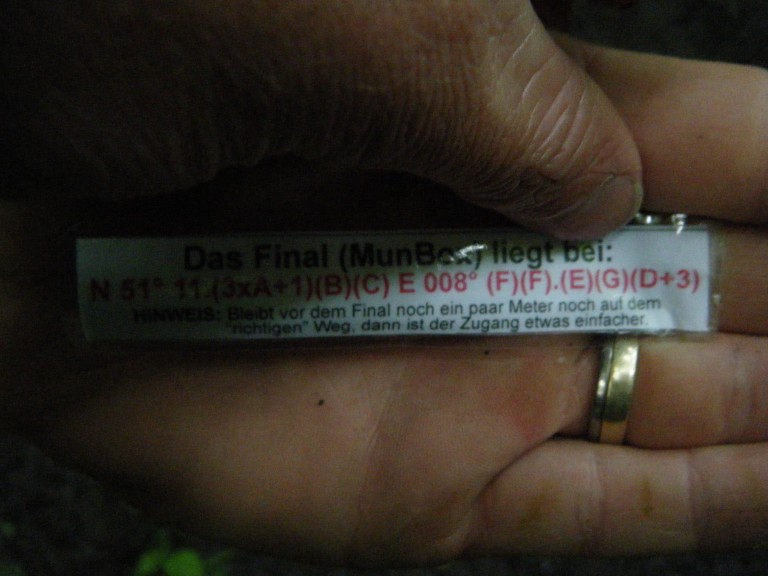 Das Final (MunBox) liegt bei:
N 51° 11.(3xA+1)(B)(C) E 008° (F)(F).(E)(G)(D+3)
HINWEIS: Bleibt vor dem Final noch ein paar Meter noch auf dem
"richtigen" Weg, dann ist der Zugang etwas einfacher.